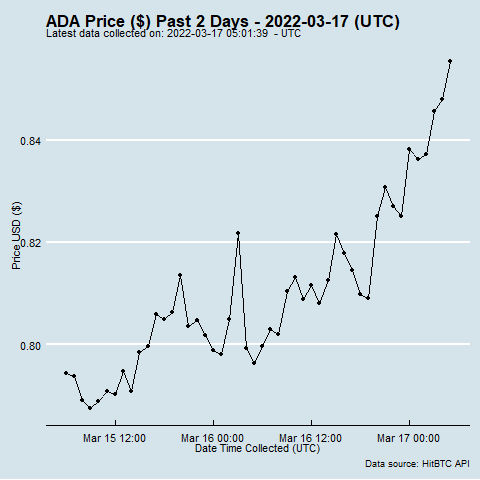 ADA Price ($) Past 2 Days - 2022-03-17 (UTC)
Latest data collected on: 2022-03-17 05:01:39  - UTC
0.84
0.82
0.80
Price USD ($)
Mar 15 12:00
Mar 16 00:00
Mar 16 12:00
Mar 17 00:00
Date Time Collected (UTC)
Data source: HitBTC API